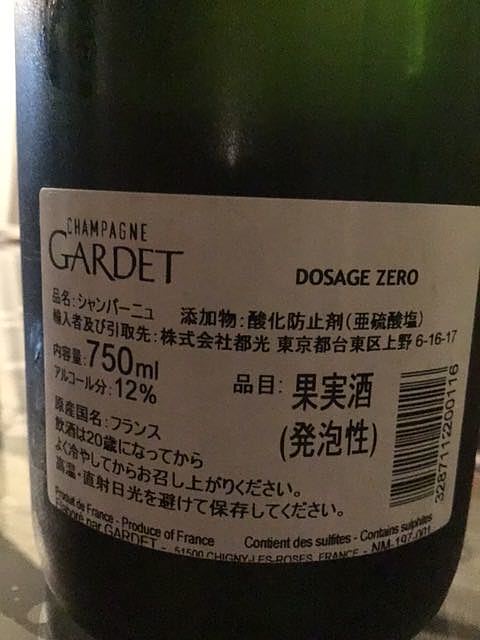 CHAMPAGNE
GARDET
DOSAGE ZERO
品名:シャンパーニュ 添加物:酸化防止剤(亜硫酸塩)
輸入者及び引取先:株式会社都光 東京都台東区上野 6-16-17
内容量:750ml
アルコール分:12%
品目:果実酒
(発泡性)
原産国名:フランス
飲酒は20歳になってから
よく冷やしてからお召し上がりください。
高温・直射日光を避けて保存してください。
3287111200116
Produit de France - Produce of France Contient des sulfites - Contains sulphites
Elaboré par GARDET - 51500 CHIGNY-LES-ROSES, FRANCE - NM-197-001